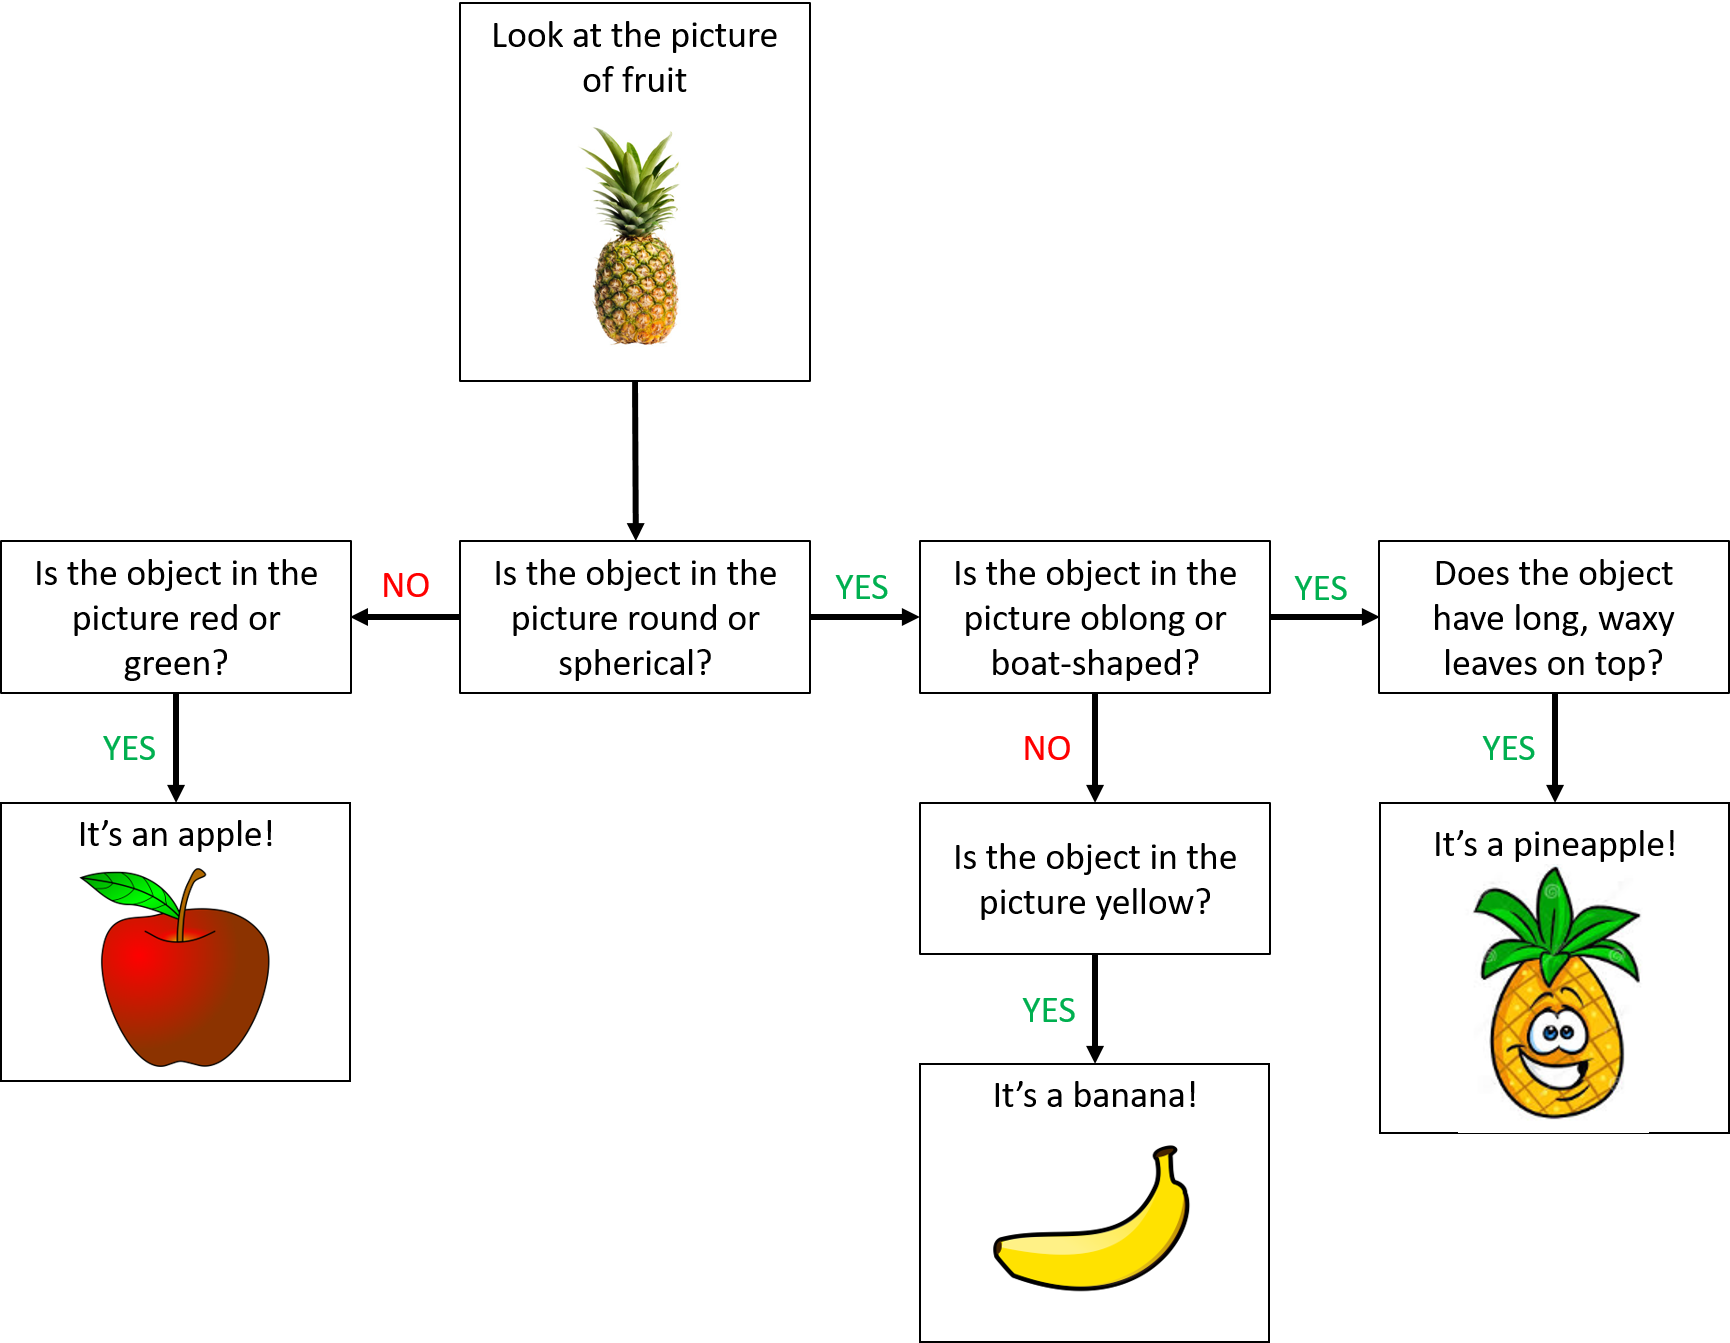 Look at the picture
of fruit
Is the object in the
picture red or
green?
NO
Is the object in the
picture round or
spherical?
YES
Is the object in the
picture oblong or
boat-shaped?
YES
Does the object
have long, waxy
leaves on top?
YES
NO
YES
It’s an apple!
Is the object in the
picture yellow?
It’s a pineapple!
YES
It’s a banana!